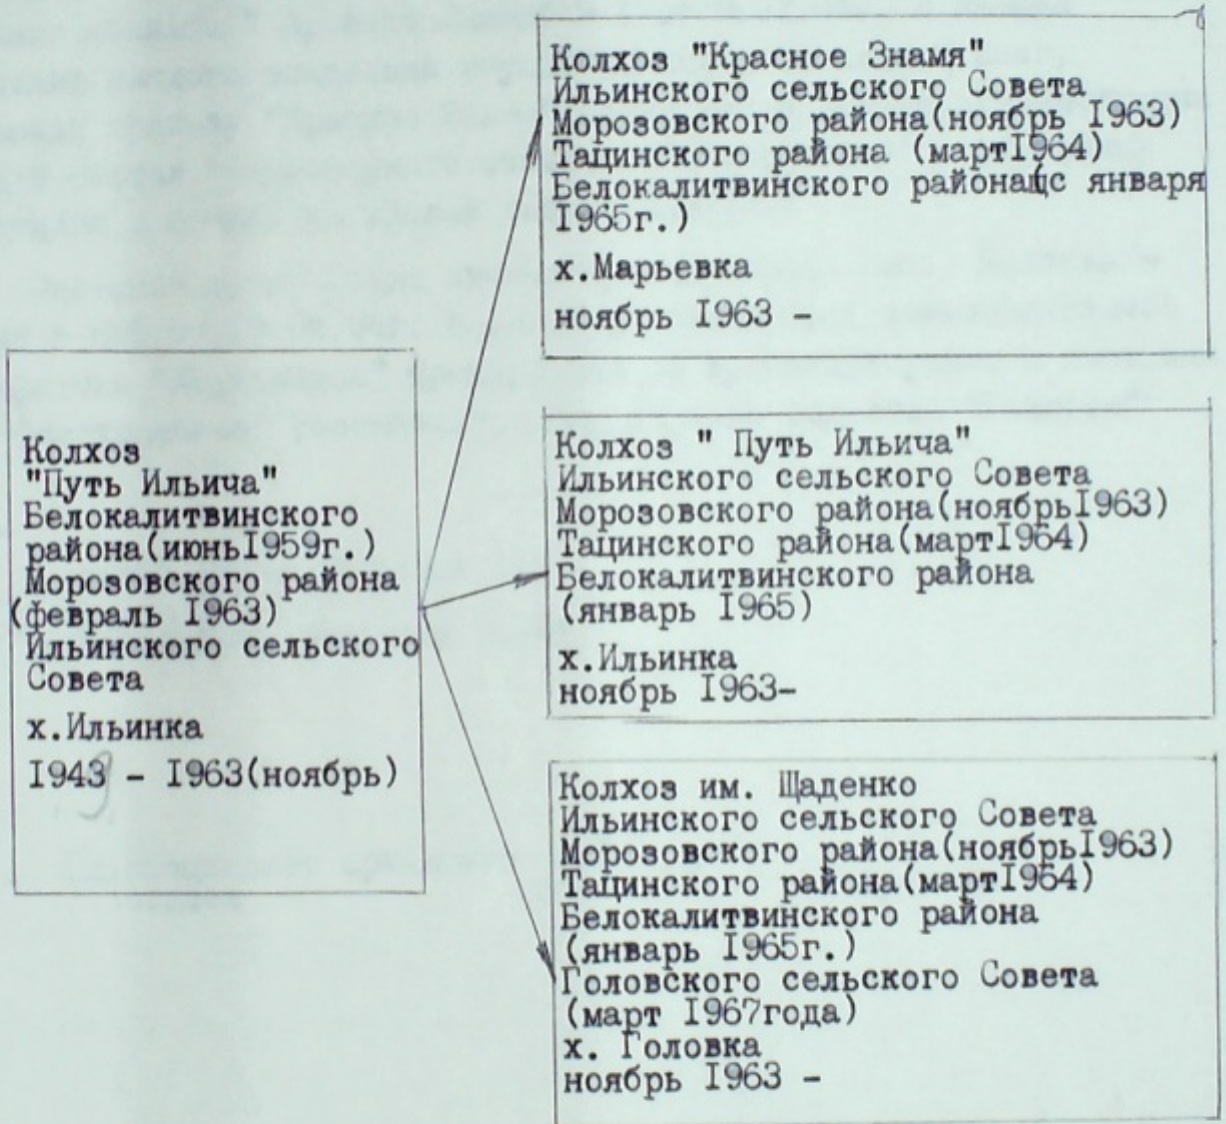 Колхоз "Красное Знамя"
Ильинского сельского Совета
Морозовского района(ноябрь I963)
Тацинского района (мартI964)
Белокалитвинского района(с января
I965г.)
х.Марьевка
ноябрь I963 -
Колхоз
"Путь Ильича"
Белокалитвинского
района(июньI959г.)
Морозовского района
(февраль I963)
Ильинского сельского
Совета
х.Ильинка
I943 - I963(ноябрь)
9
Колхоз " Путь Ильича"
Ильинского сельского Совета
Морозовского района(ноябрьI963)
Тацинского района(мартI964)
Белокалитвинского района
(январь I965)
х.Ильинка
ноябрь I963-
Колхоз им. Щаденко
Ильинского сельского Совета
Морозовского района(ноябрьI963)
Тацинского района(мартI964)
Белокалитвинского района
(январь I965г.)
Головского сельского Совета
(март I967года)
х. Головка
ноябрь I963 -